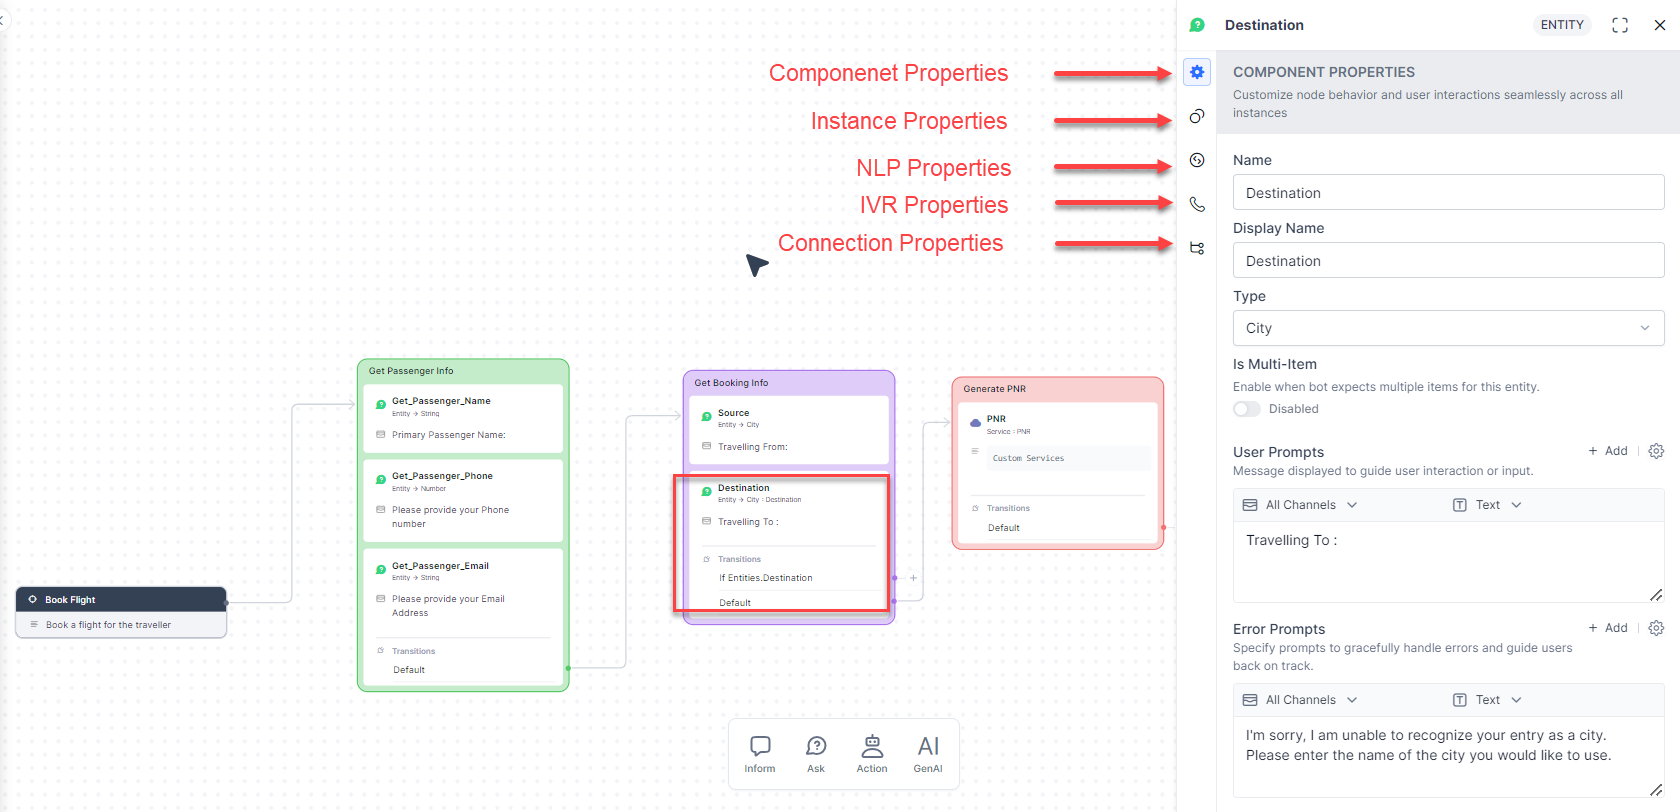 Componenet Properties
Instance Properties
NLP Properties
IVR Properties
Connection Properties
Book Flight
Book a flight for the traveller
Get Passenger Info
Get_Passenger_Name
Entity → String
Primary Passenger Name:
Get_Passenger_Phone
Entity → Number
Please provide your Phone
number
Get_Passenger_Email
Entity → String
Please provide your Email
Address
Transitions
Default
Get Booking Info
Source
Entity → City
Travelling From:
Destination
Entity → City : Destination
Travelling To :
Transitions
If Entities.Destination
Default
Generate PNR
PNR
Service : PNR
Custom Services
Transitions
Default
Inform
Ask
Action
AI
GenAI
Destination
ENTITY
COMPONENT PROPERTIES
Customize node behavior and user interactions seamlessly across all
instances
Name
Destination
Display Name
Destination
Type
City
Is Multi-Item
Enable when bot expects multiple items for this entity.
Disabled
User Prompts
+ Add
Message displayed to guide user interaction or input.
All Channels
T Text
Travelling To :
Error Prompts
+ Add
Specify prompts to gracefully handle errors and guide users
back on track.
All Channels
T Text
I'm sorry, I am unable to recognize your entry as a city.
Please enter the name of the city you would like to use.